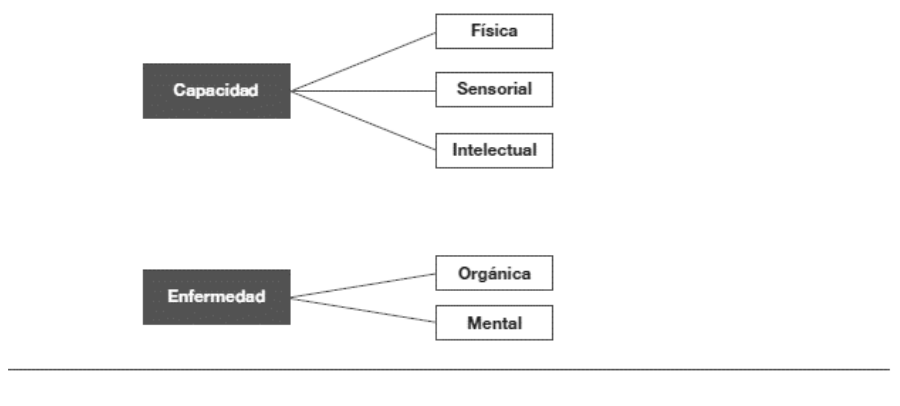 Física
Capacidad
Sensorial
Intelectual
Orgánica
Enfermedad
Mental